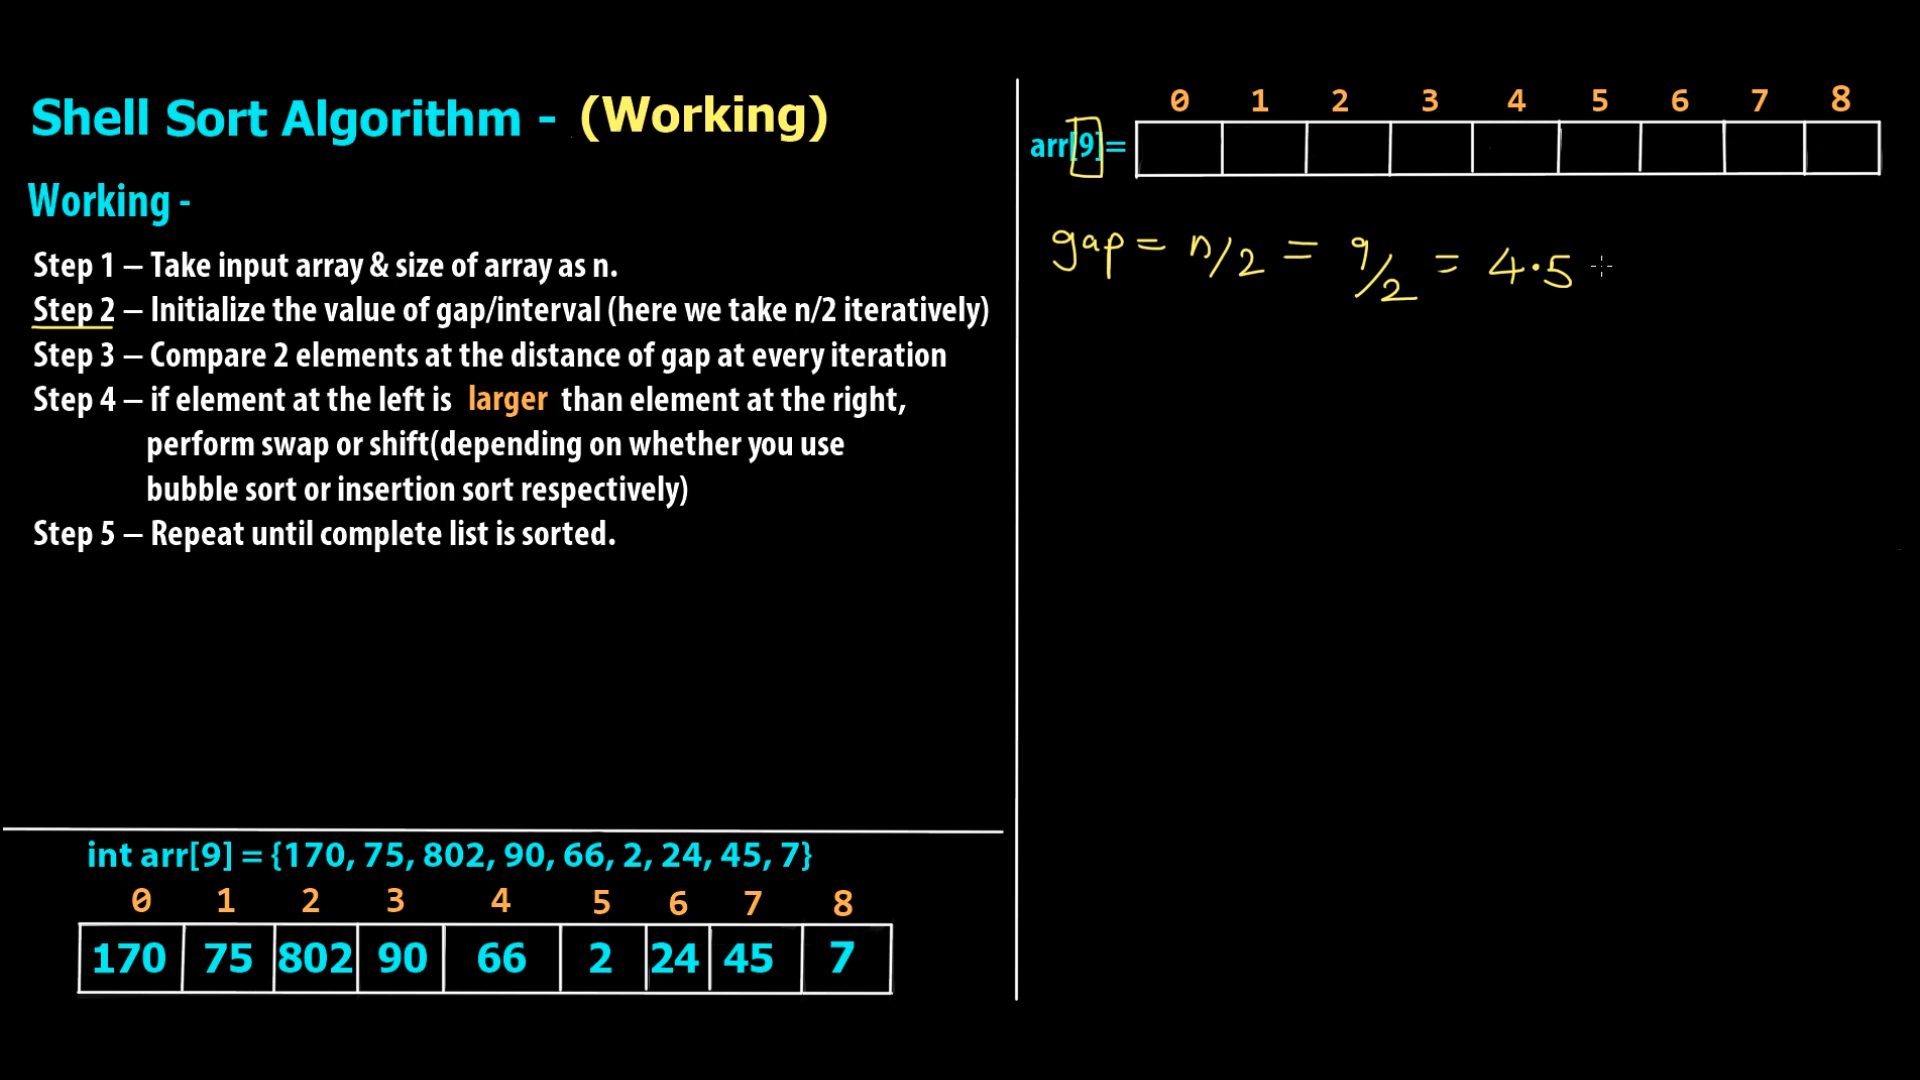 Shell Sort Algorithm - (Working)
Working -
Step 1 – Take input array & size of array as n.
Step 2 – Initialize the value of gap/interval (here we take n/2 iteratively)
Step 3 – Compare 2 elements at the distance of gap at every iteration
Step 4 – if element at the left is larger than element at the right,
perform swap or shift(depending on whether you use
bubble sort or insertion sort respectively)
Step 5 – Repeat until complete list is sorted.
int arr[9] = {170, 75, 802, 90, 66, 2, 24, 45, 7}
0 1 2 3 4 5 6 7 8
170 75 802 90 66 2 24 45 7
0 1 2 3 4 5 6 7 8
arr[9]=
gap = n/2 = 9/2 = 4.5